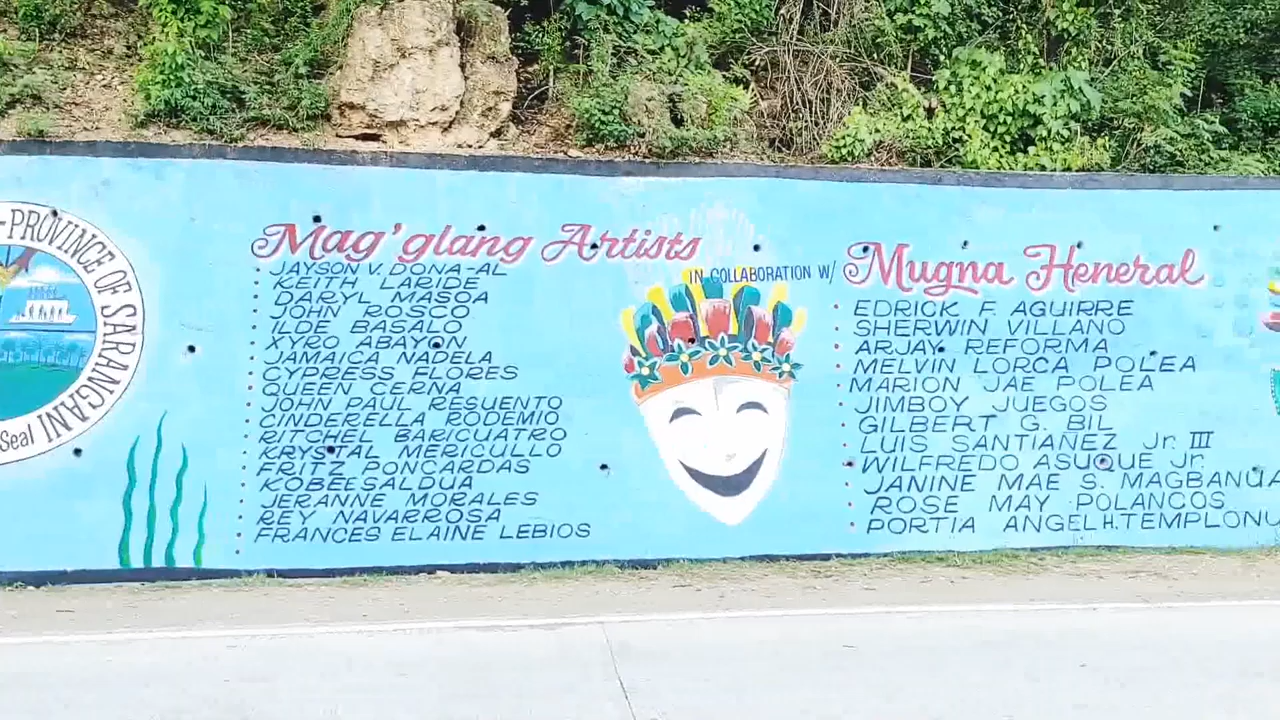 -PROVINCE OF SARANGANI
Seal
Mag'glang Artists
JAYSON V. DONA-AL
KEITH LARIDE
DARYL MASOA
JOHN ROSCO
ILDE BASALO
XYRO ABAYON
JAMAICA NADELA
CYPRESS FLORES
QUEEN CERNA
JOHN PAUL RESUENTO
CINDERELLA RODEMIO
RITCHEL BARICUATRO
KRYSTAL MERICULLO
FRITZ PONCARDAS
KOBEESALDUA
JERANNE MORALES
REY NAVARROSA
FRANCES ELAINE LEBIOS
IN COLLABORATION W/
Mugna Heneral
EDRICK F. AGUIRRE
SHERWIN VILLANO
ARJAY REFORMA
MELVIN LORCA POLEA
MARION JAE POLEA
JIMBOY JUEGOS
GILBERT G. BIL
LUIS SANTIAÑEZ Jr. III
WILFREDO ASUQUE Jr.
JANINE MAE S. MAGBANUA
ROSE MAY POLANCOS
PORTIA ANGEL H. TEMPLONU